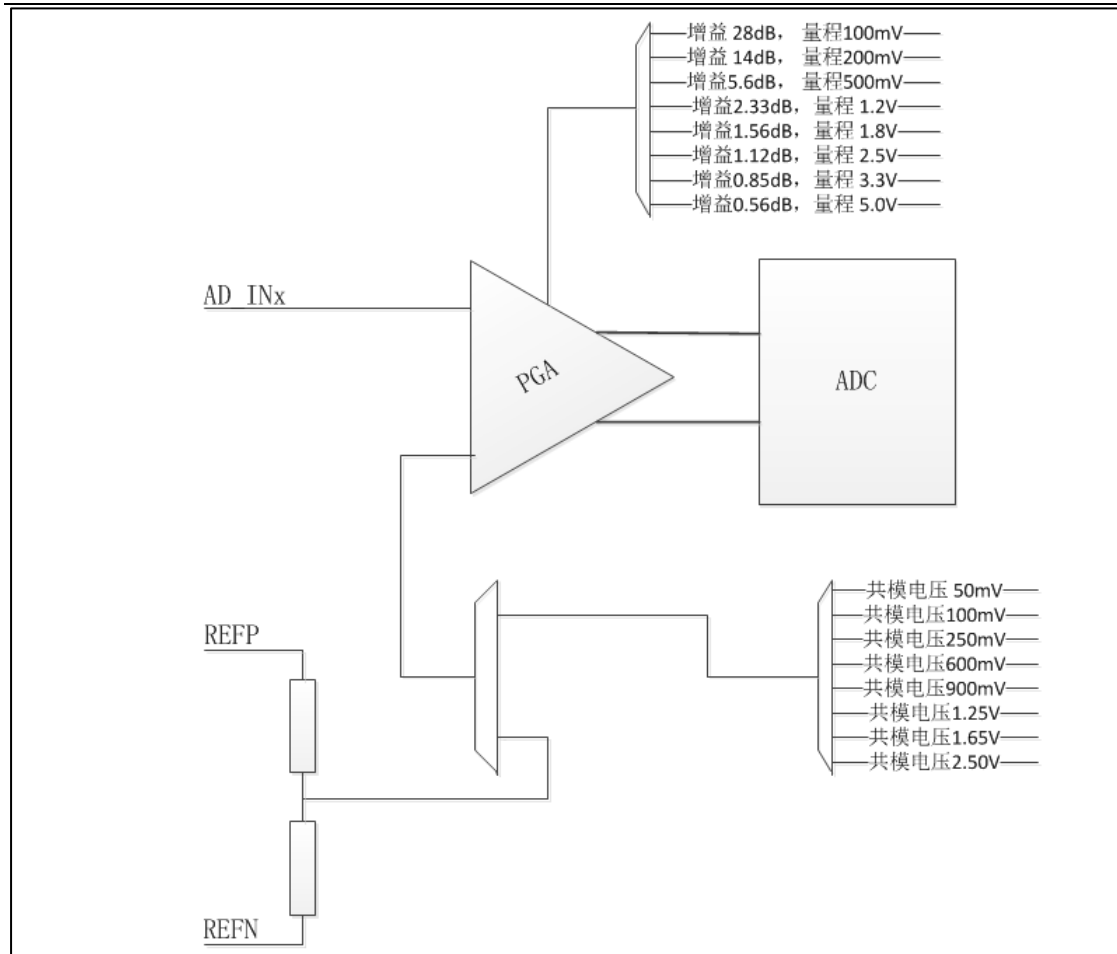 增益 28dB， 量程100mV
增益 14dB， 量程200mV
增益5.6dB， 量程500mV
增益2.33dB， 量程 1.2V
增益1.56dB， 量程 1.8V
增益1.12dB， 量程 2.5V
增益0.85dB， 量程 3.3V
增益0.56dB， 量程 5.0V
AD_INx
PGA
ADC
共模电压 50mV
共模电压100mV
共模电压250mV
共模电压600mV
共模电压900mV
共模电压1.25V
共模电压1.65V
共模电压2.50V
REFP
REFN